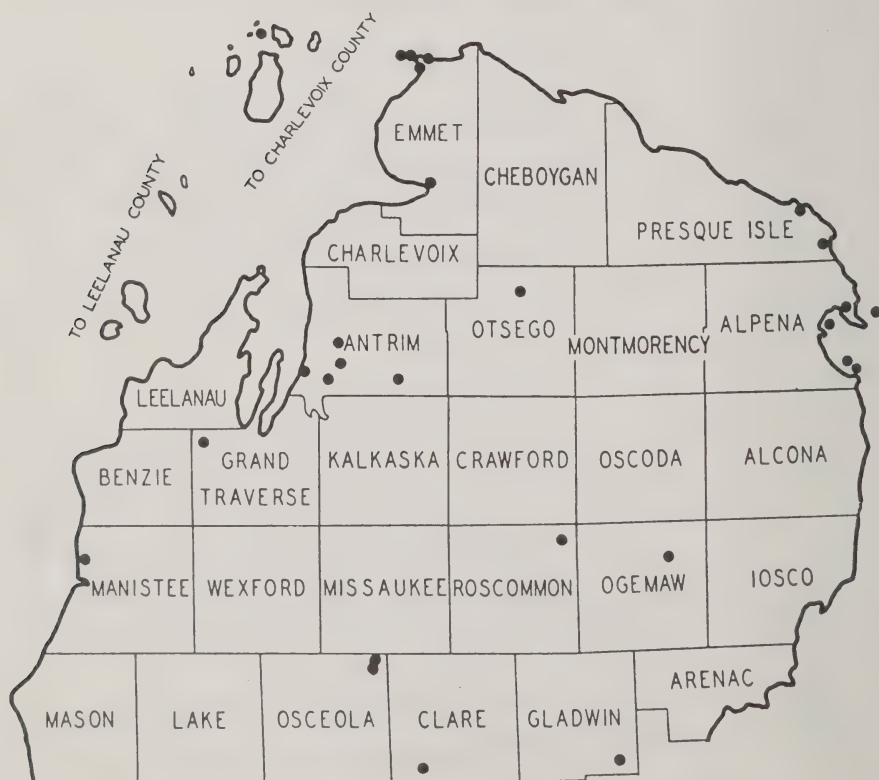 TO CHARLEVOIX COUNTY
TO LEELANAU COUNTY
EMMET
CHEBOYGAN
PRESQUE ISLE
CHARLEVOIX
ANTRIM
OTSEGO
MONTMORENCY
ALPENA
LEELANAU
BENZIE
GRAND
TRAVERSE
KALKASKA
CRAWFORD
OSCODA
ALCONA
MANISTEE
WEXFORD
MISSAUKEE
ROSCOMMON
OGEMAW
IOSCO
MASON
LAKE
OSCEOLA
CLARE
GLADWIN
ARENAC